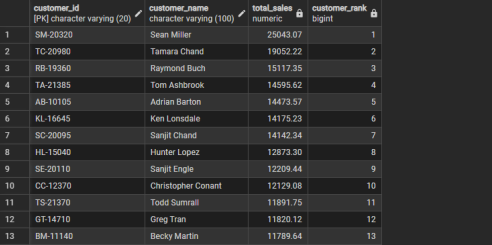 customer_id customer_name total_sales customer_rank
[PK] character varying (20) character varying (100) numeric bigint
1 SM-20320 Sean Miller 25043.07 1
2 TC-20980 Tamara Chand 19052.22 2
3 RB-19360 Raymond Buch 15117.35 3
4 TA-21385 Tom Ashbrook 14595.62 4
5 AB-10105 Adrian Barton 14473.57 5
6 KL-16645 Ken Lonsdale 14175.23 6
7 SC-20095 Sanjit Chand 14142.34 7
8 HL-15040 Hunter Lopez 12873.30 8
9 SE-20110 Sanjit Engle 12209.44 9
10 CC-12370 Christopher Conant 12129.08 10
11 TS-21370 Todd Sumrall 11891.75 11
12 GT-14710 Greg Tran 11820.12 12
13 BM-11140 Becky Martin 11789.64 13